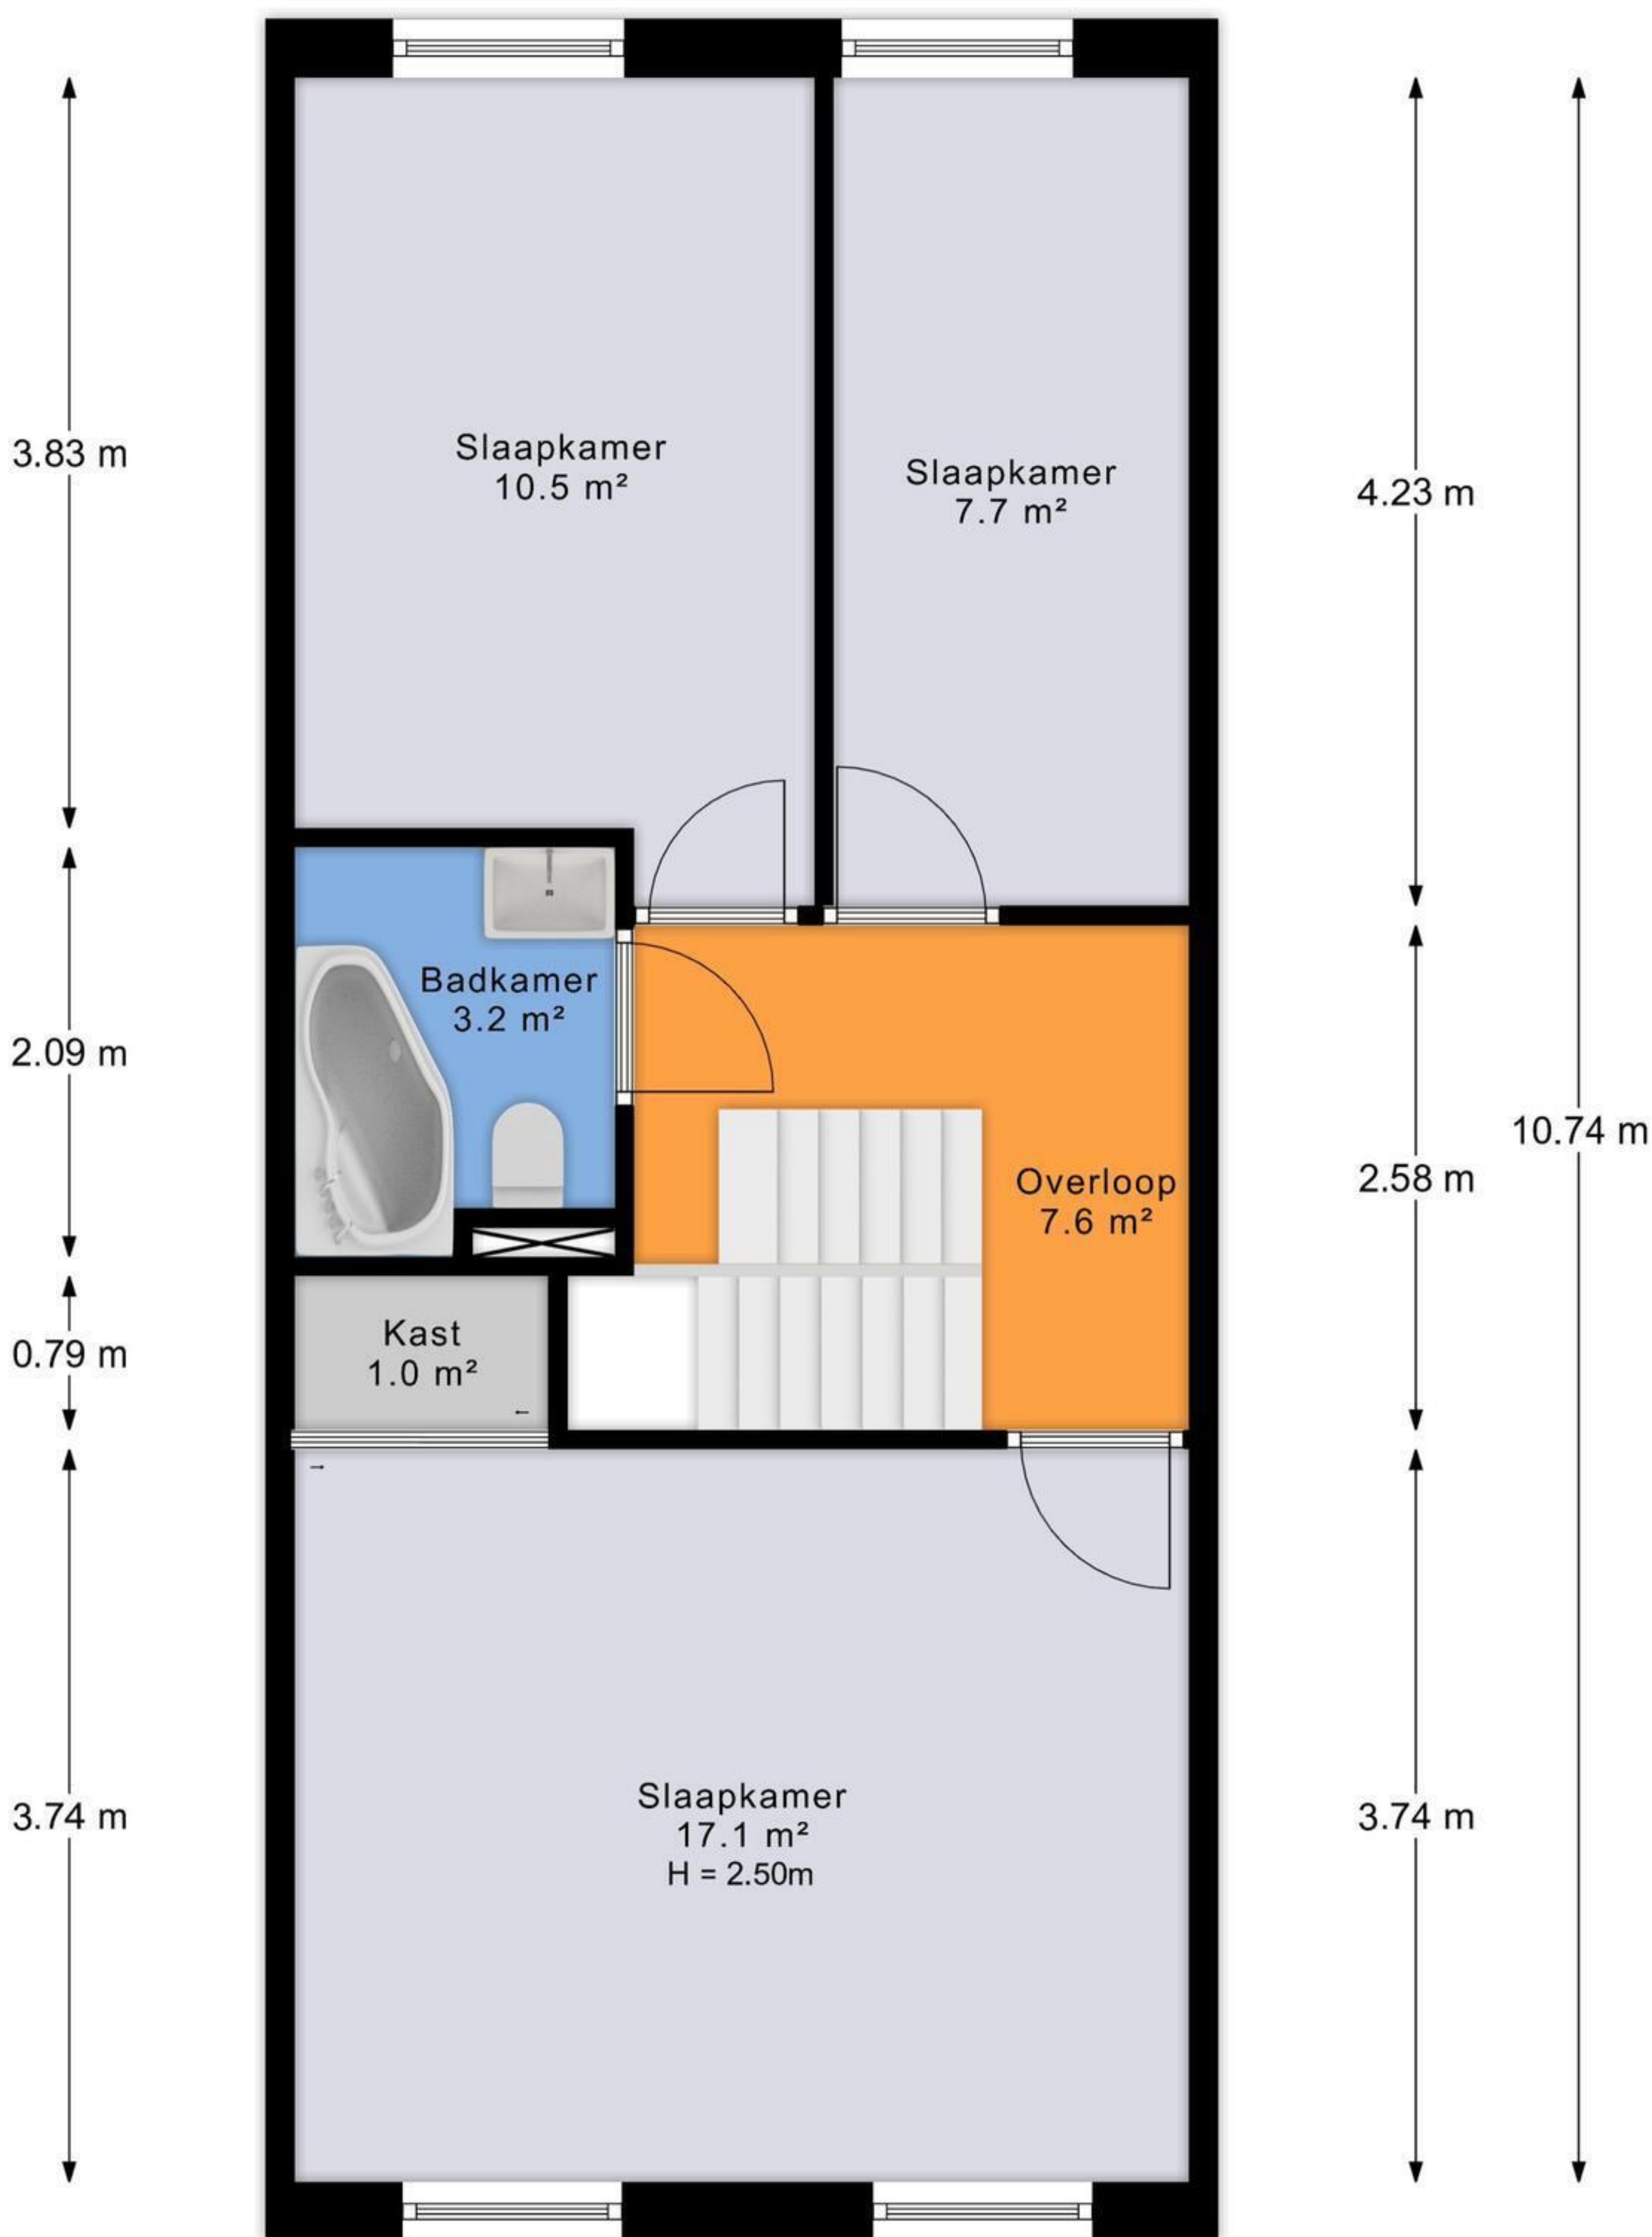 3.83 m
Slaapkamer
10.5 m²
Slaapkamer
7.7 m²
4.23 m
Badkamer
3.2 m²
2.09 m
10.74 m
Overloop
7.6 m²
2.58 m
Kast
1.0 m²
0.79 m
Slaapkamer
17.1 m²
H = 2.50m
3.74 m
3.74 m